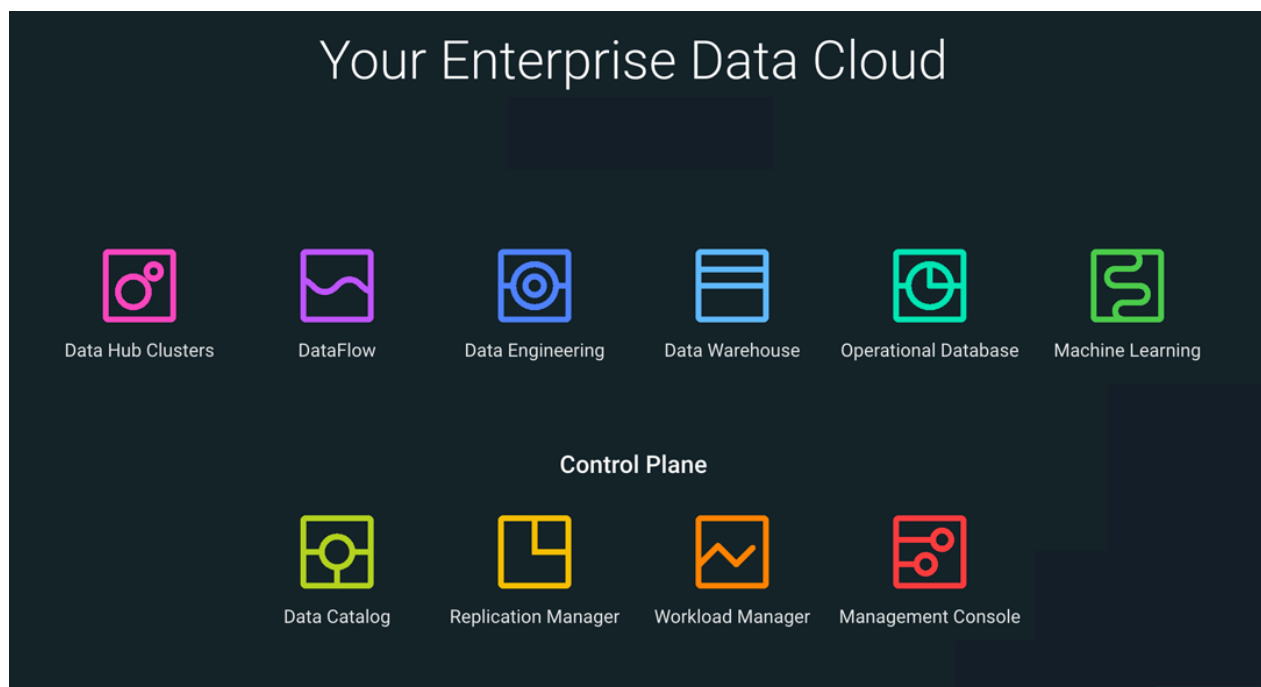 Your Enterprise Data Cloud
Data Hub Clusters
DataFlow
Data Engineering
Data Warehouse
Operational Database
Machine Learning
Control Plane
Data Catalog
Replication Manager
Workload Manager
Management Console